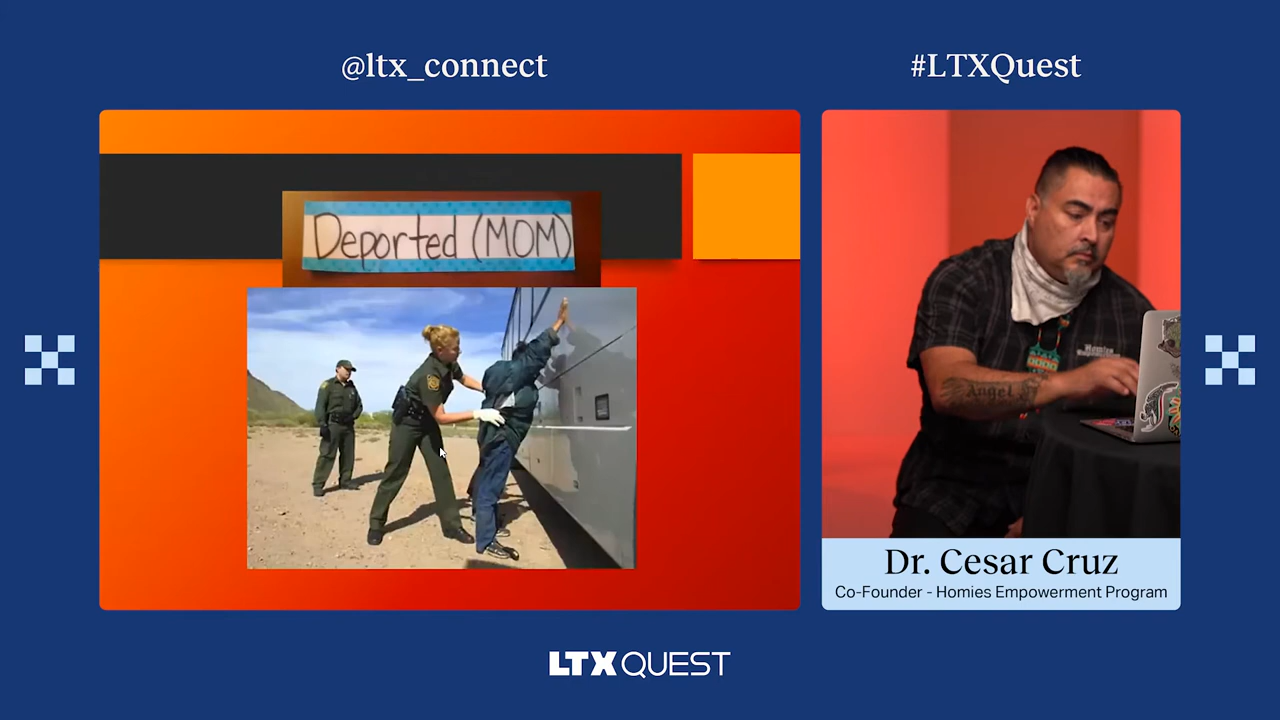 @ltx_connect
#LTXQuest
Deported (MOM)
Angel
Dr. Cesar Cruz
Co-Founder - Homies Empowerment Program
LTX QUEST